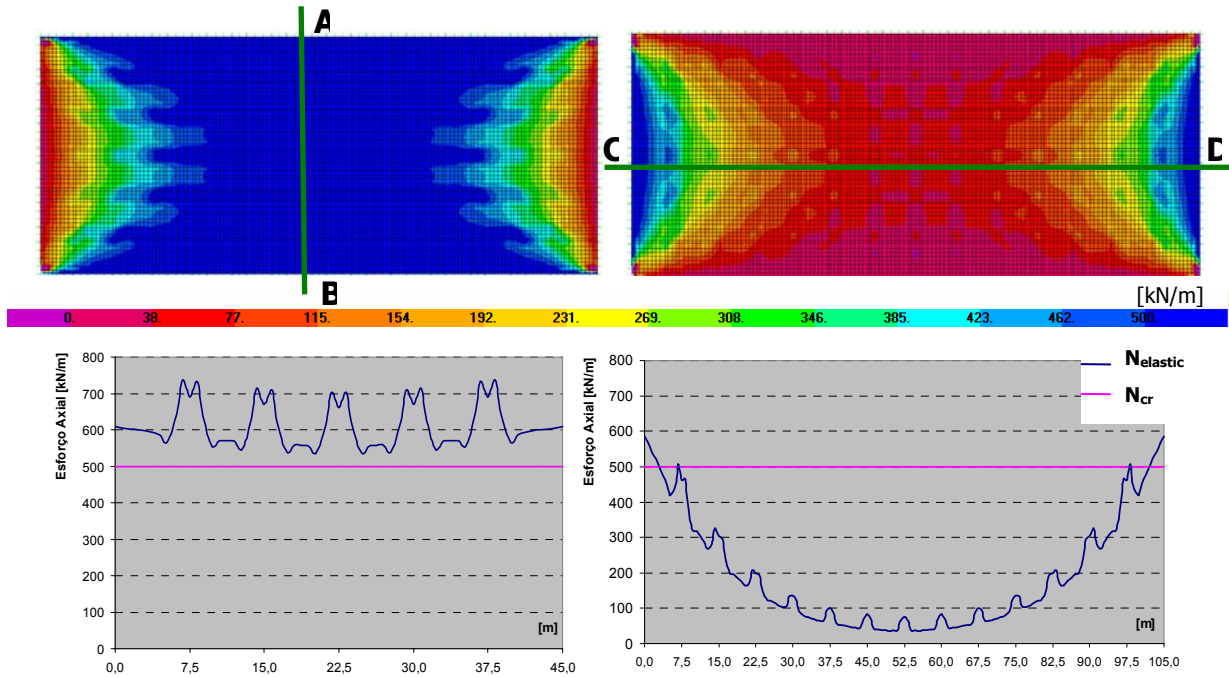 A
C
D
B
[kN/m]
0. 38. 77. 115. 154. 192. 231. 269. 308. 346. 385. 423. 462. 500.
Esforço Axial [kN/m]
800
700
600
500
400
300
200
100
0
[m]
0,0 7,5 15,0 22,5 30,0 37,5 45,0
Esforço Axial [kN/m]
800
700
600
500
400
300
200
100
0
Nelastic
Ncr
[m]
0,0 7,5 15,0 22,5 30,0 37,5 45,0 52,5 60,0 67,5 75,0 82,5 90,0 97,5 105,0